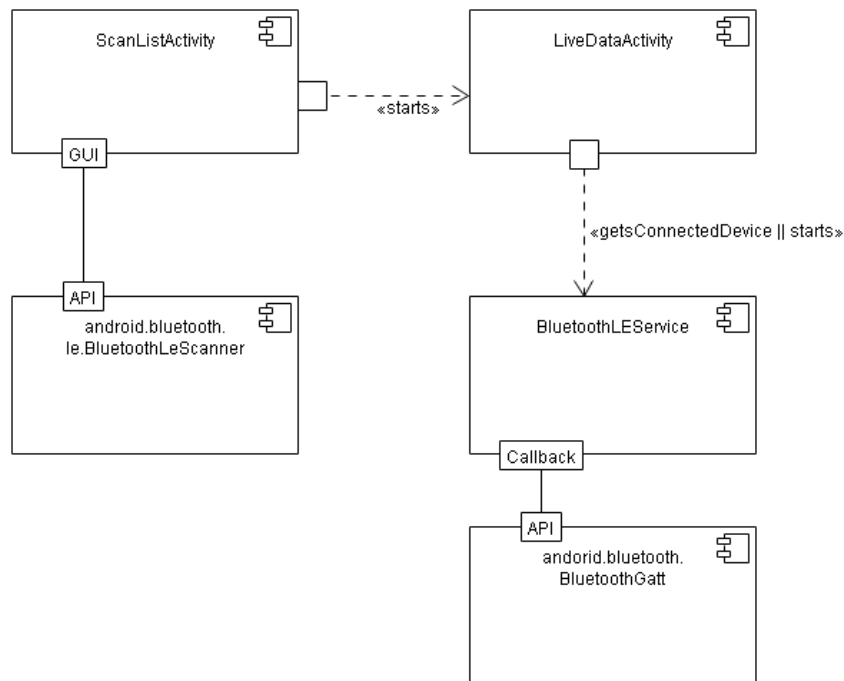 ScanListActivity
LiveDataActivity
«starts»
GUI
«getsConnectedDevice || starts»
API
android.bluetooth.
le.BluetoothLeScanner
BluetoothLEService
Callback
API
andorid.bluetooth.
BluetoothGatt